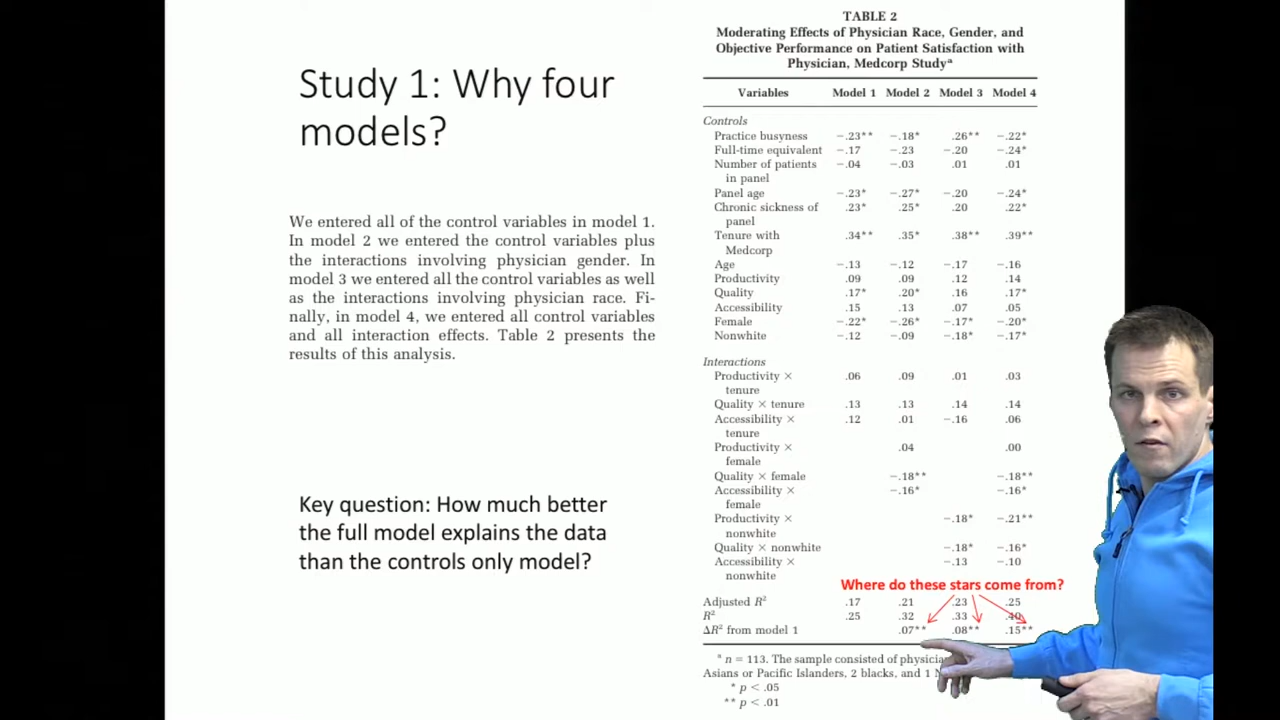 Study 1: Why four
models?
We entered all of the control variables in model 1.
In model 2 we entered the control variables plus
the interactions involving physician gender. In
model 3 we entered all the control variables as well
as the interactions involving physician race. Fi-
nally, in model 4, we entered all control variables
and all interaction effects. Table 2 presents the
results of this analysis.
Key question: How much better
the full model explains the data
than the controls only model?
TABLE 2
Moderating Effects of Physician Race, Gender, and
Objective Performance on Patient Satisfaction with
Physician, Medcorp Studyᵃ
Variables Model 1 Model 2 Model 3 Model 4
Controls
Practice busyness −.23** −.18* .26** −.22*
Full-time equivalent −.17 −.23 −.20 −.24*
Number of patients −.04 −.03 .01 .01
in panel
Panel age −.23* −.27* −.20 −.24*
Chronic sickness of .23* .25* .20 .22*
panel
Tenure with .34** .35* .38** .39**
Medcorp
Age −.13 −.12 −.17 −.16
Productivity .09 .09 .12 .14
Quality .17* .20* .16 .17*
Accessibility .15 .13 .07 .05
Female −.22* −.26* −.17* −.20*
Nonwhite −.12 −.09 −.18* −.17*
Interactions
Productivity × .06 .09 .01 .03
tenure
Quality × tenure .13 .13 .14 .14
Accessibility × .12 .01 −.16 .06
tenure
Productivity × .04 .00
female
Quality × female −.18** −.18**
Accessibility × −.16* −.16*
female
Productivity × −.18* −.21**
nonwhite
Quality × nonwhite −.18* −.16*
Accessibility × −.13 −.10
nonwhite
Where do these stars come from?
Adjusted R² .17 .21 .23 .25
R² .25 .32 .33 .40
ΔR² from model 1 .07** .08** .15**
ᵃ n = 113. The sample consisted of
Asians or Pacific Islanders, 2 blacks, and 1
* p < .05
** p < .01